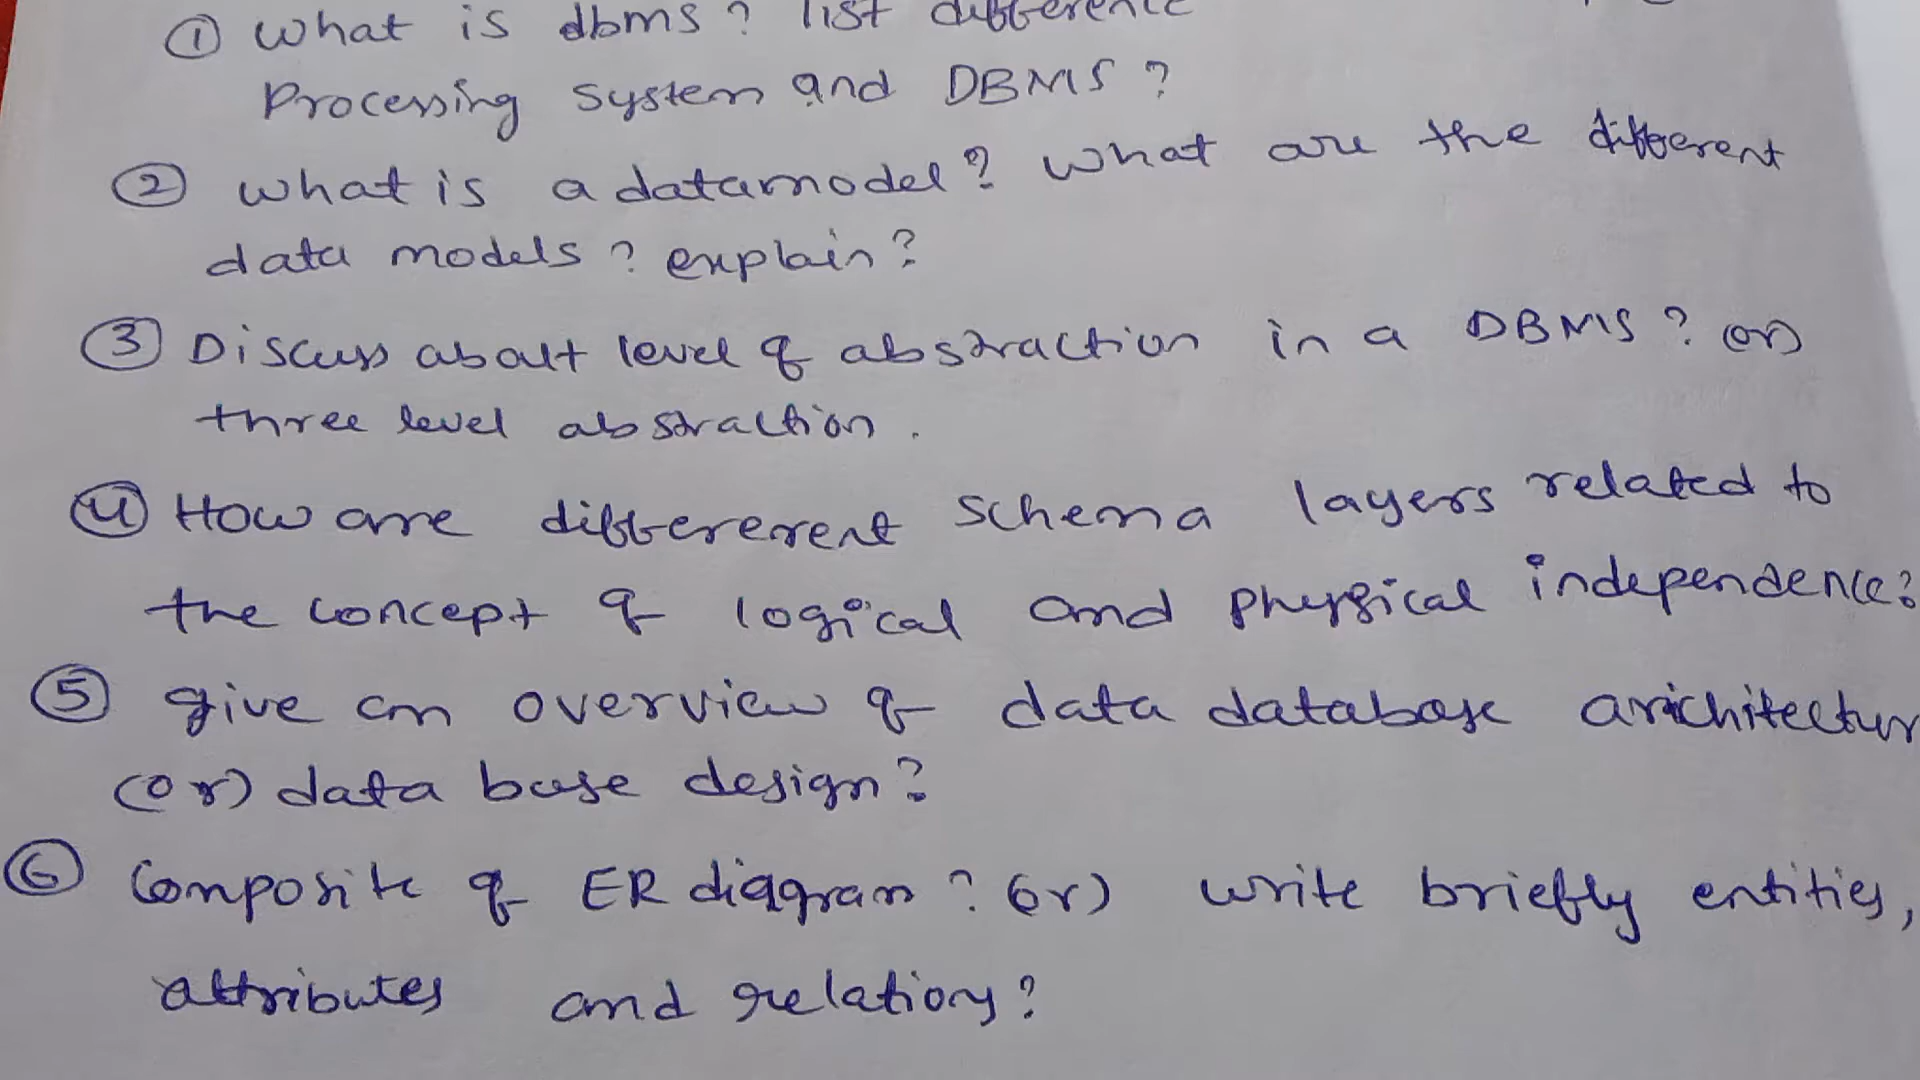 ① What is dbms? list difference
Processing System and DBMS?
② What is a datamodel? What are the different
data models? explain?
③ Discuss about level of abstraction in a DBMS? (or)
three level abstraction.
④ How are differerent Schema layers related to
the concept of logical and physical independence?
⑤ give an overview of data database arichitectur
(or) data base design?
⑥ Composite of ER diagram? (or) write briefly entities,
attributes and relations?